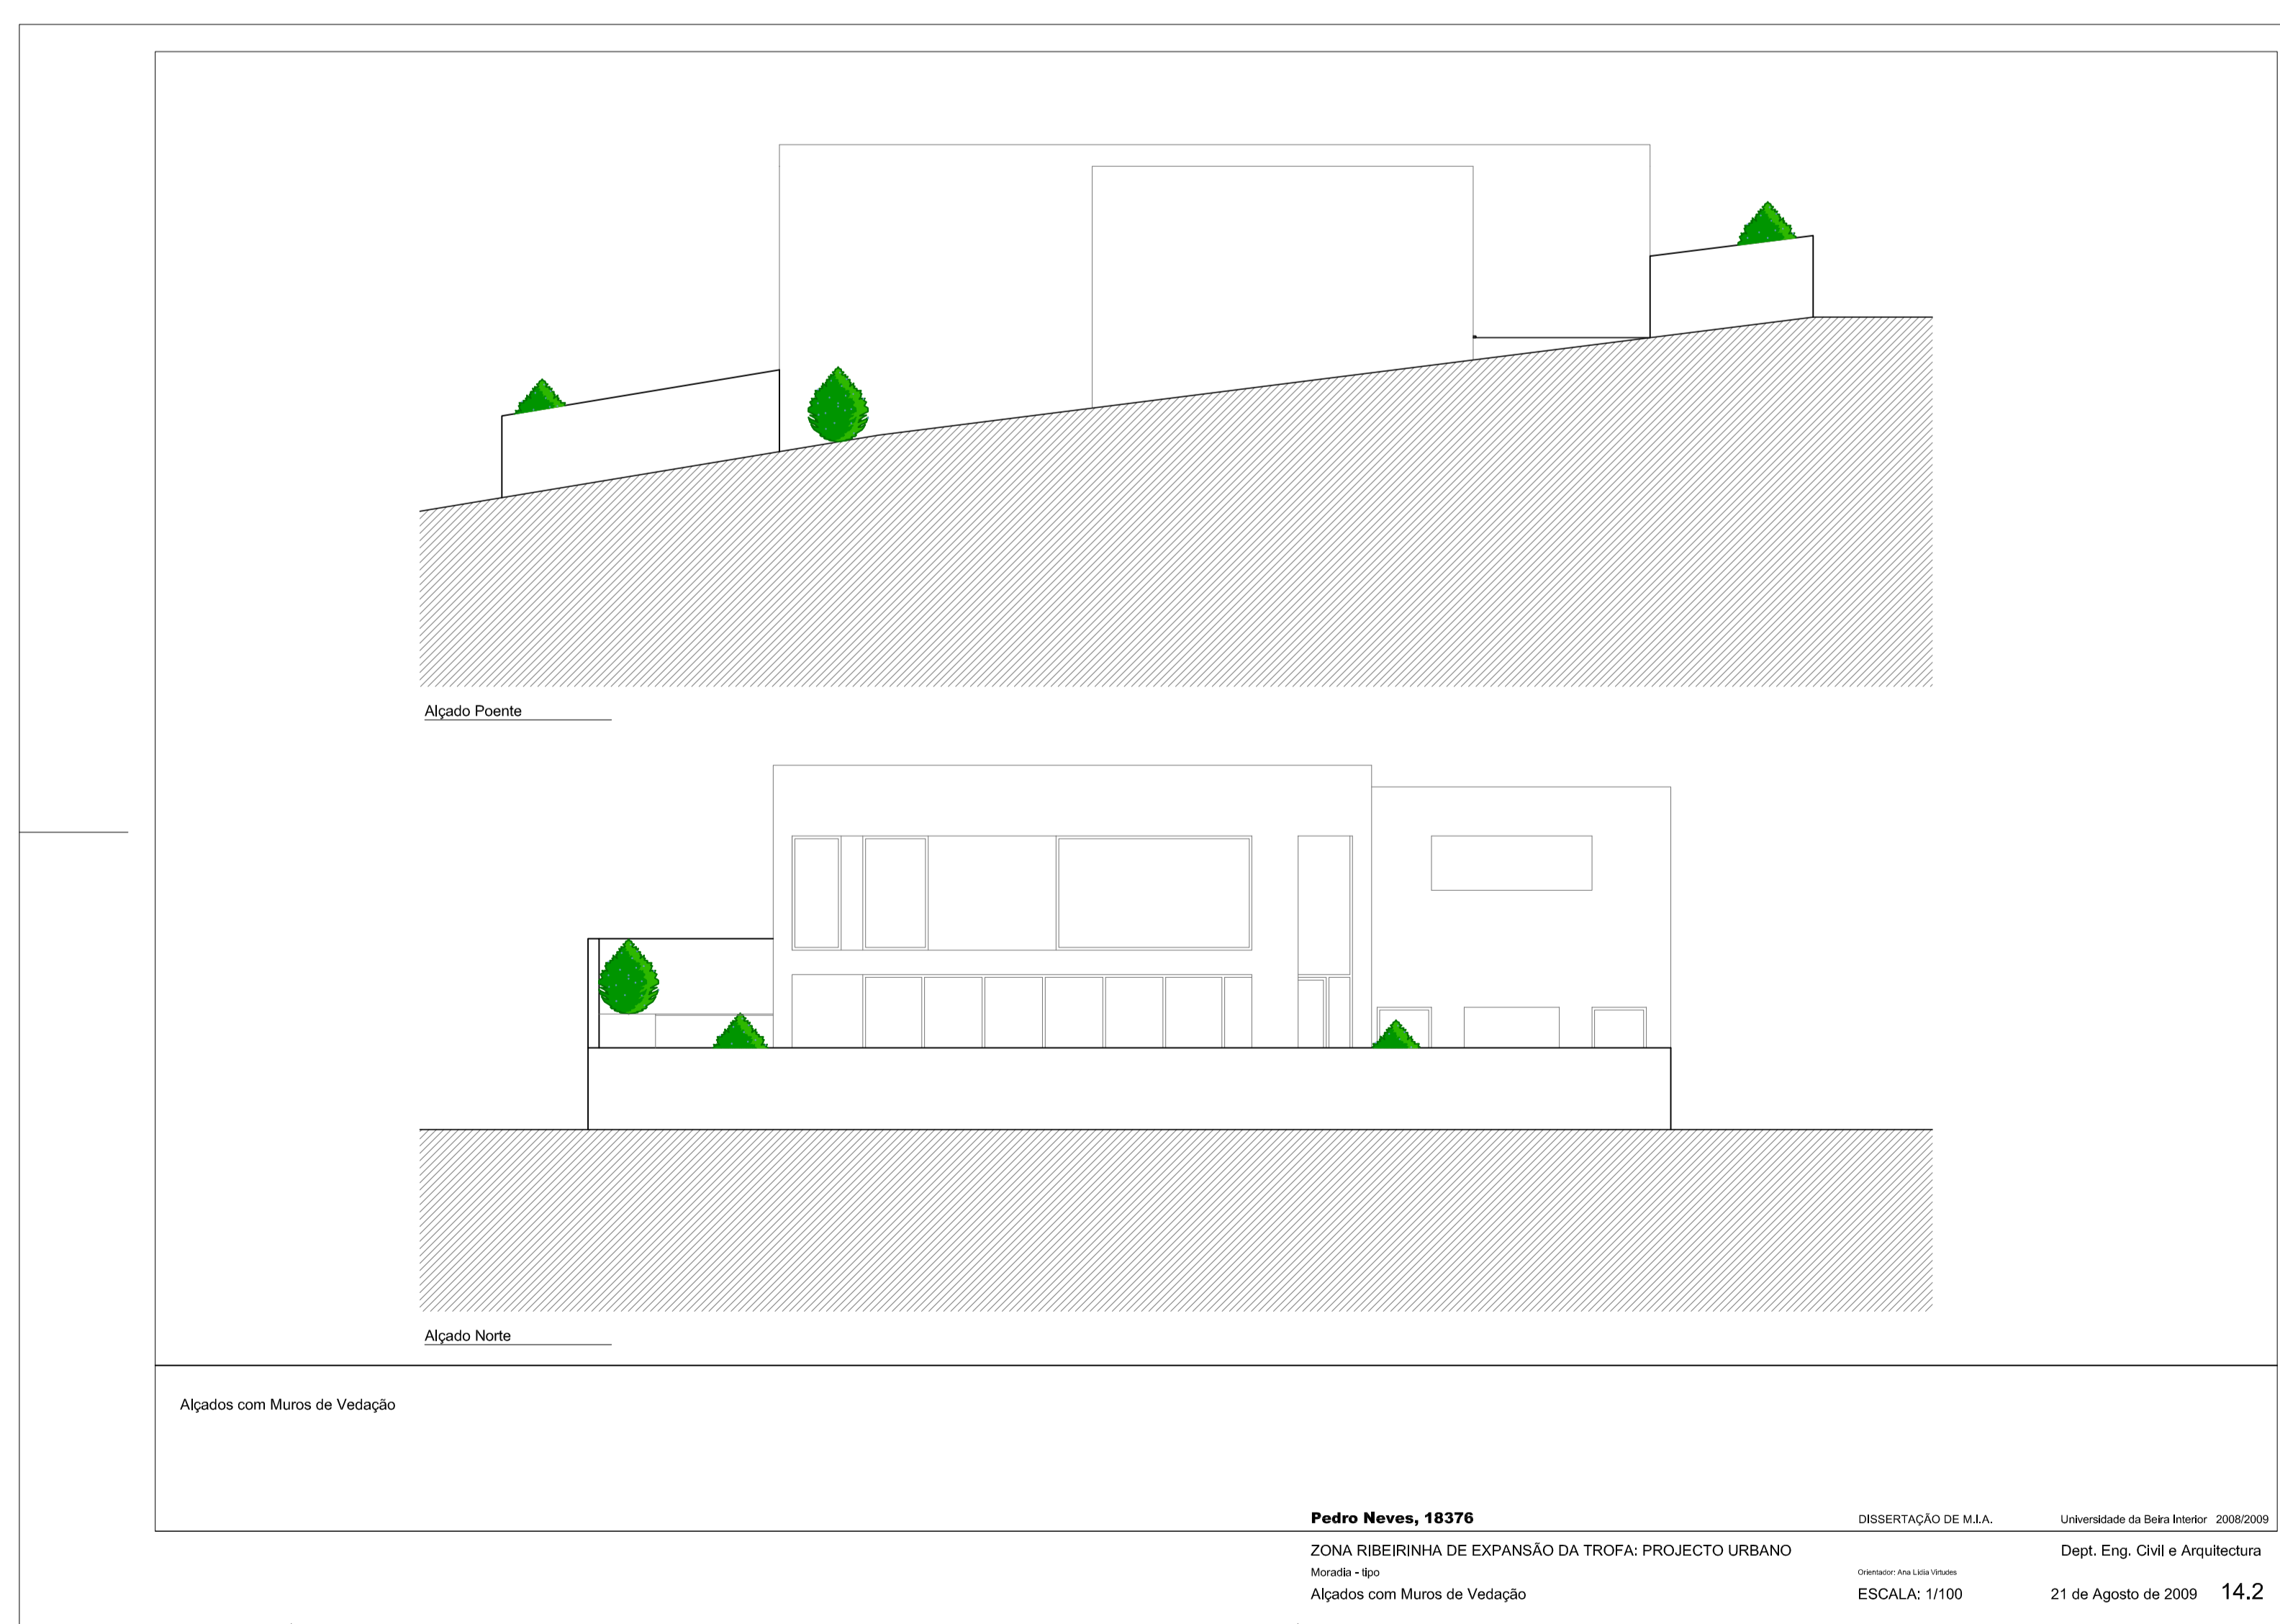 Alçado Poente
Alçado Norte
Alçados com Muros de Vedação
Pedro Neves, 18376
DISSERTAÇÃO DE M.I.A.
Universidade da Beira Interior 2008/2009
ZONA RIBEIRINHA DE EXPANSÃO DA TROFA: PROJECTO URBANO
Dept. Eng. Civil e Arquitectura
Moradia - tipo
Orientador: Ana Lídia Virtudes
Alçados com Muros de Vedação
ESCALA: 1/100
21 de Agosto de 2009 14.2